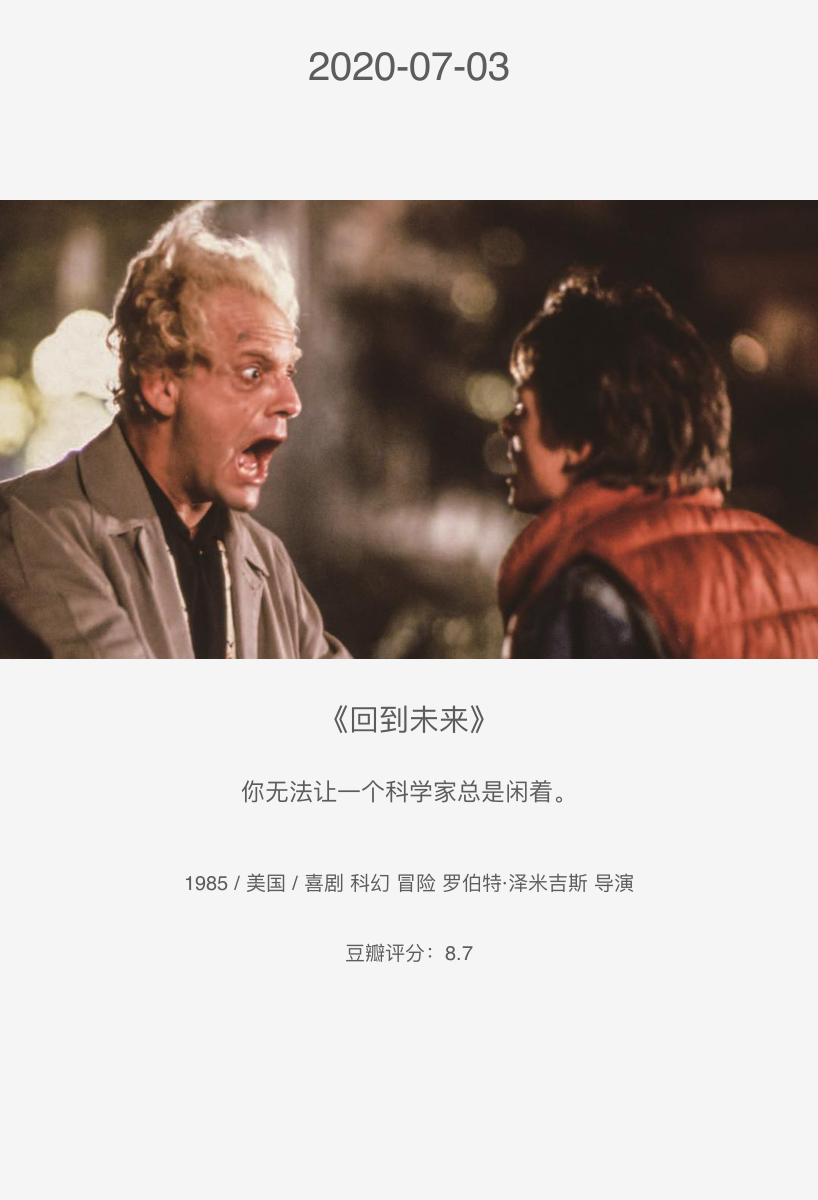 2020-07-03
《回到未来》
你无法让一个科学家总是闲着。
1985 / 美国 / 喜剧 科幻 冒险 罗伯特·泽米吉斯 导演
豆瓣评分：8.7